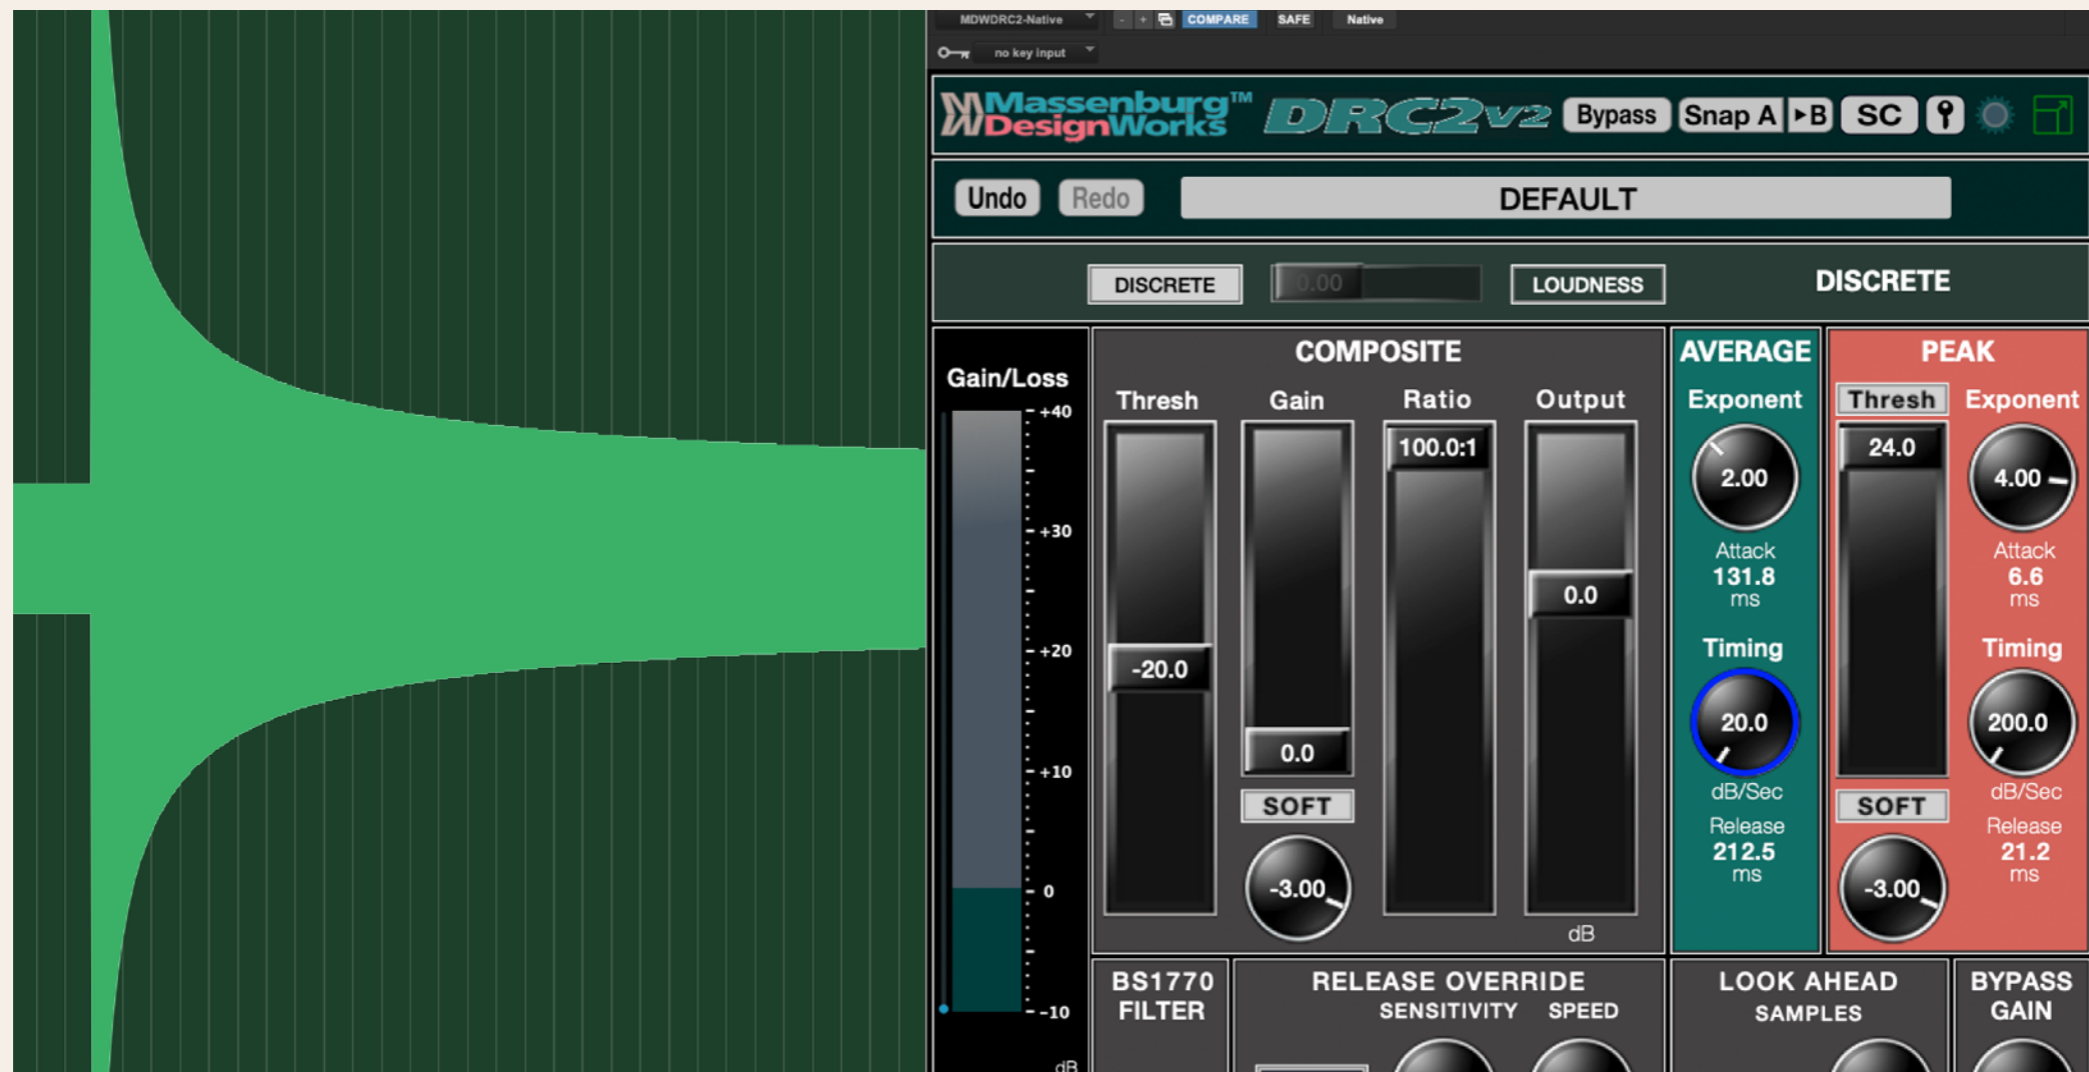 MDWDRC2-Native - + COMPARE SAFE Native
no key input
Massenburg™ DesignWorks DRC2v2 Bypass Snap A ▸B SC
Undo Redo DEFAULT
DISCRETE 0.00 LOUDNESS DISCRETE
Gain/Loss
+40
+30
+20
+10
0
-10
dB
COMPOSITE
Thresh Gain Ratio Output
-20.0 0.0 100.0:1 0.0
SOFT
-3.00
dB
AVERAGE
Exponent
2.00
Attack
131.8
ms
Timing
20.0
dB/Sec
Release
212.5
ms
PEAK
Thresh Exponent
24.0 4.00
Attack
6.6
ms
Timing
200.0
dB/Sec
SOFT
Release
21.2
ms
-3.00
BS1770
FILTER
RELEASE OVERRIDE
SENSITIVITY SPEED
LOOK AHEAD
SAMPLES
BYPASS
GAIN